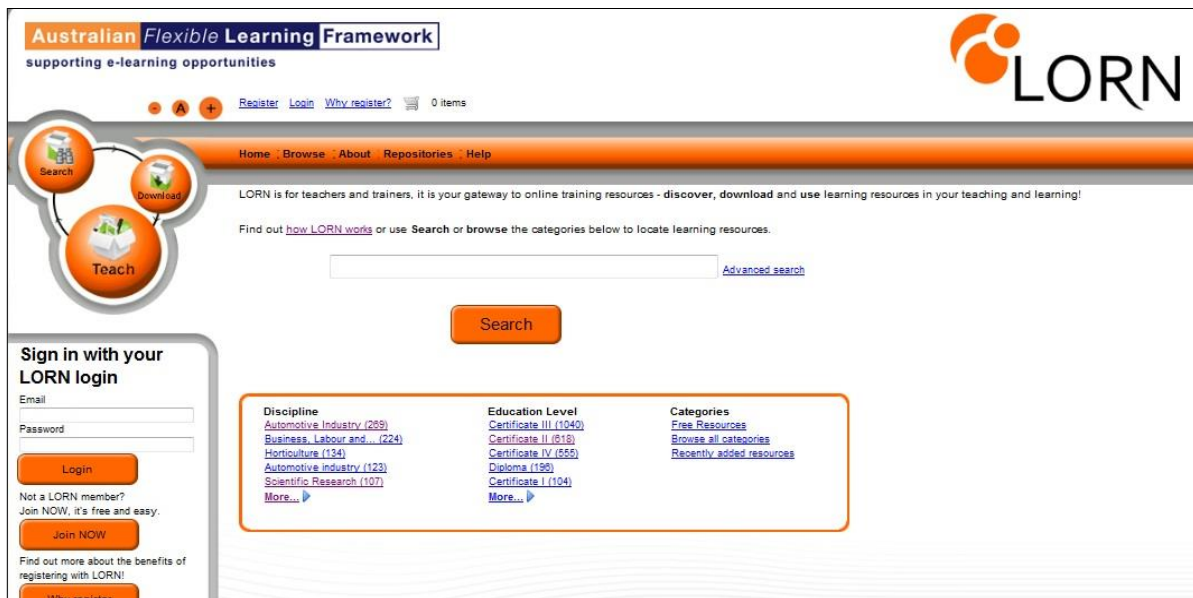 Australian Flexible Learning Framework
supporting e-learning opportunities
LORN
- A +
Register Login Why register? 0 items
Search
Download
Teach
Home Browse About Repositories Help
LORN is for teachers and trainers, it is your gateway to online training resources - discover, download and use learning resources in your teaching and learning!
Find out how LORN works or use Search or browse the categories below to locate learning resources.
Advanced search
Search
Sign in with your
LORN login
Email
Password
Login
Not a LORN member?
Join NOW, it's free and easy.
Join NOW
Find out more about the benefits of
registering with LORN!
Why register
Discipline
Automotive Industry (269)
Business, Labour and... (224)
Horticulture (134)
Automotive industry (123)
Scientific Research (107)
More...
Education Level
Certificate III (1040)
Certificate II (618)
Certificate IV (555)
Diploma (196)
Certificate I (104)
More...
Categories
Free Resources
Browse all categories
Recently added resources